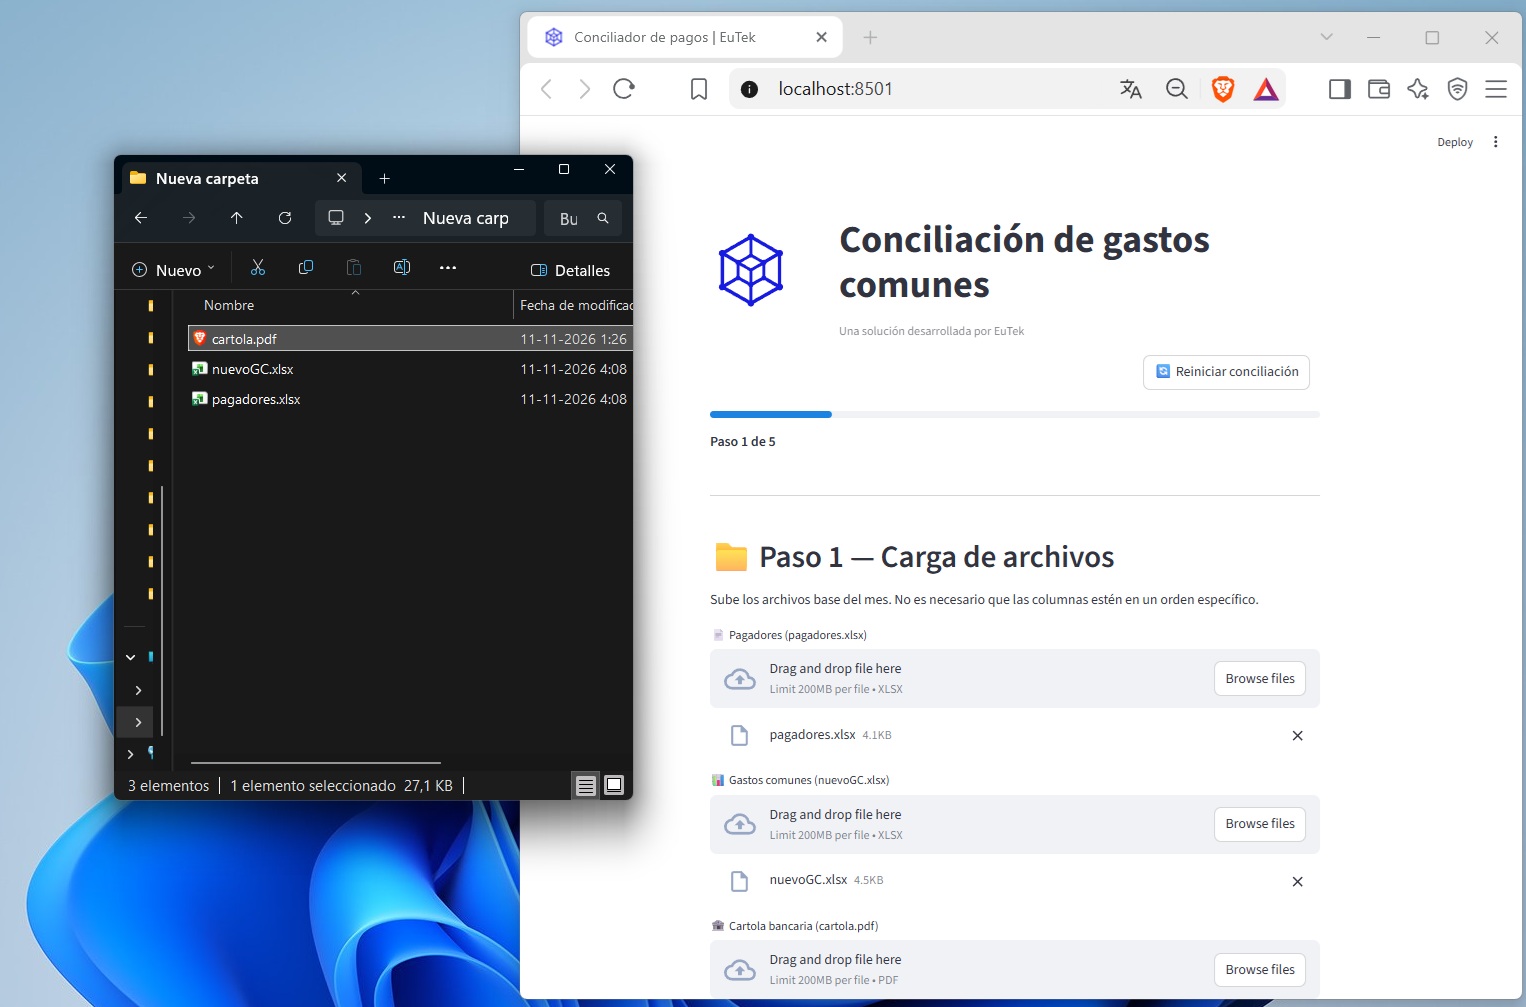 Conciliador de pagos | EuTek
localhost:8501
Deploy
Nueva carpeta
Nueva carp
Bu
Nuevo
Detalles
Nombre
Fecha de modificac
cartola.pdf 11-11-2026 1:26
nuevoGC.xlsx 11-11-2026 4:08
pagadores.xlsx 11-11-2026 4:08
3 elementos
1 elemento seleccionado 27,1 KB
Conciliación de gastos
comunes
Una solución desarrollada por EuTek
Reiniciar conciliación
Paso 1 de 5
Paso 1 — Carga de archivos
Sube los archivos base del mes. No es necesario que las columnas estén en un orden específico.
Pagadores (pagadores.xlsx)
Drag and drop file here
Limit 200MB per file • XLSX
Browse files
pagadores.xlsx 4.1KB
Gastos comunes (nuevoGC.xlsx)
Drag and drop file here
Limit 200MB per file • XLSX
Browse files
nuevoGC.xlsx 4.5KB
Cartola bancaria (cartola.pdf)
Drag and drop file here
Limit 200MB per file • PDF
Browse files